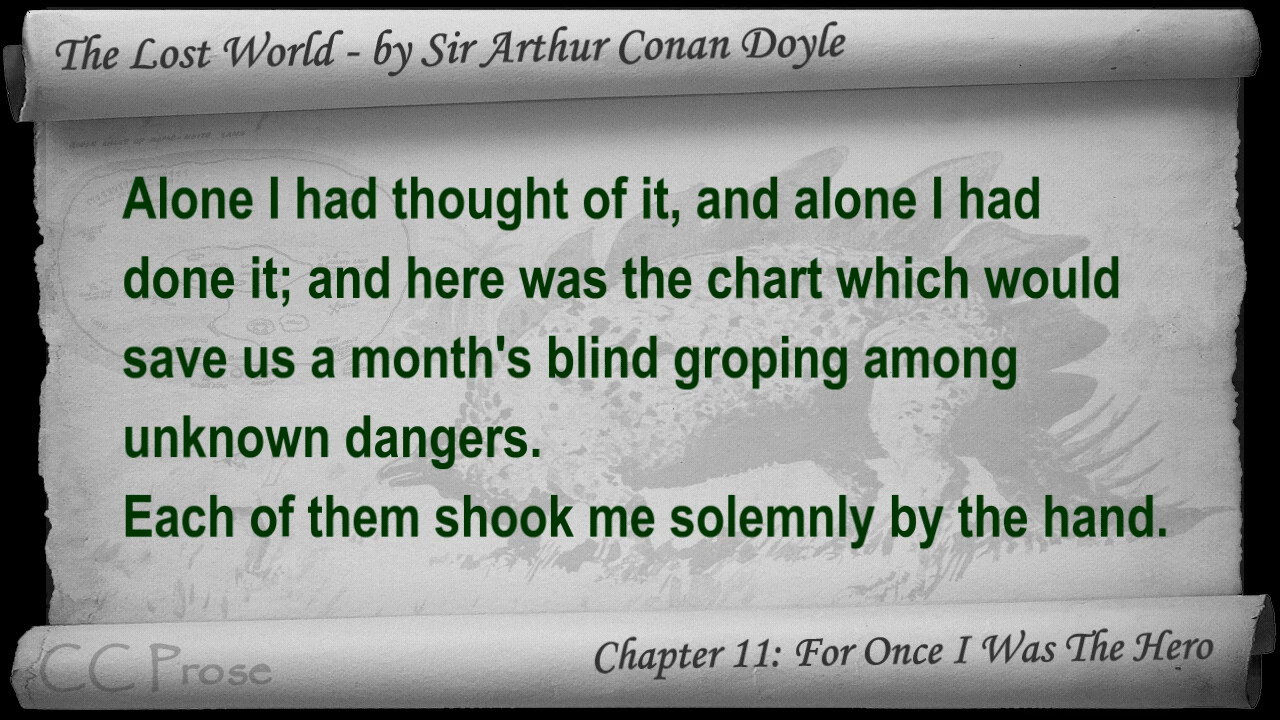 The Lost World - by Sir Arthur Conan Doyle
Alone I had thought of it, and alone I had
done it; and here was the chart which would
save us a month's blind groping among
unknown dangers.
Each of them shook me solemnly by the hand.
CC Prose
Chapter 11: For Once I Was The Hero